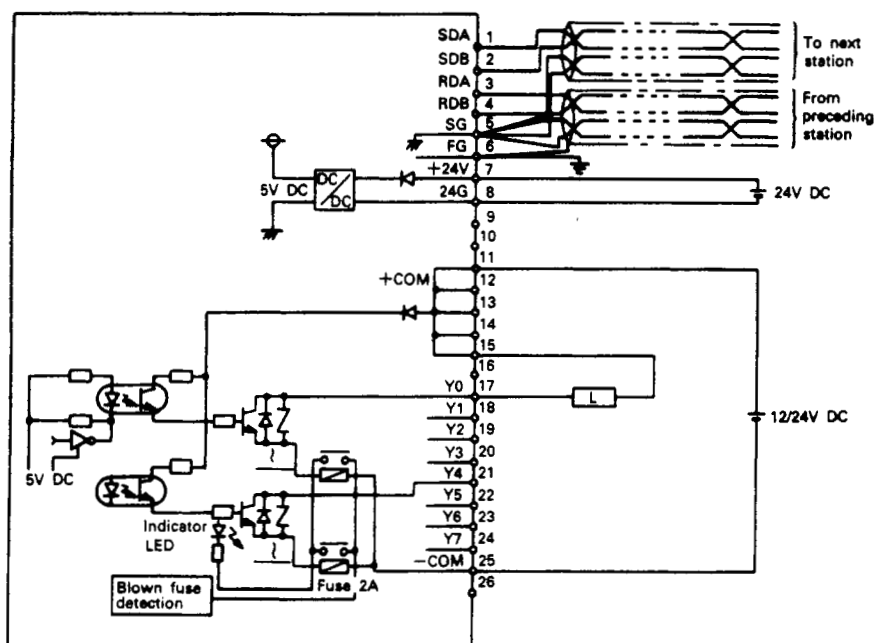 SDA 1
SDB 2
RDA 3
RDB 4
SG 5
FG 6
+24V 7
24G 8
9
10
11
+COM 12
13
14
15
16
Y0 17
Y1 18
Y2 19
Y3 20
Y4 21
Y5 22
Y6 23
Y7 24
-COM 25
26
To next
station
From
preceding
station
5V DC
DC
DC
24V DC
L
12/24V DC
5V DC
Indicator
LED
Blown fuse
detection
Fuse 2A